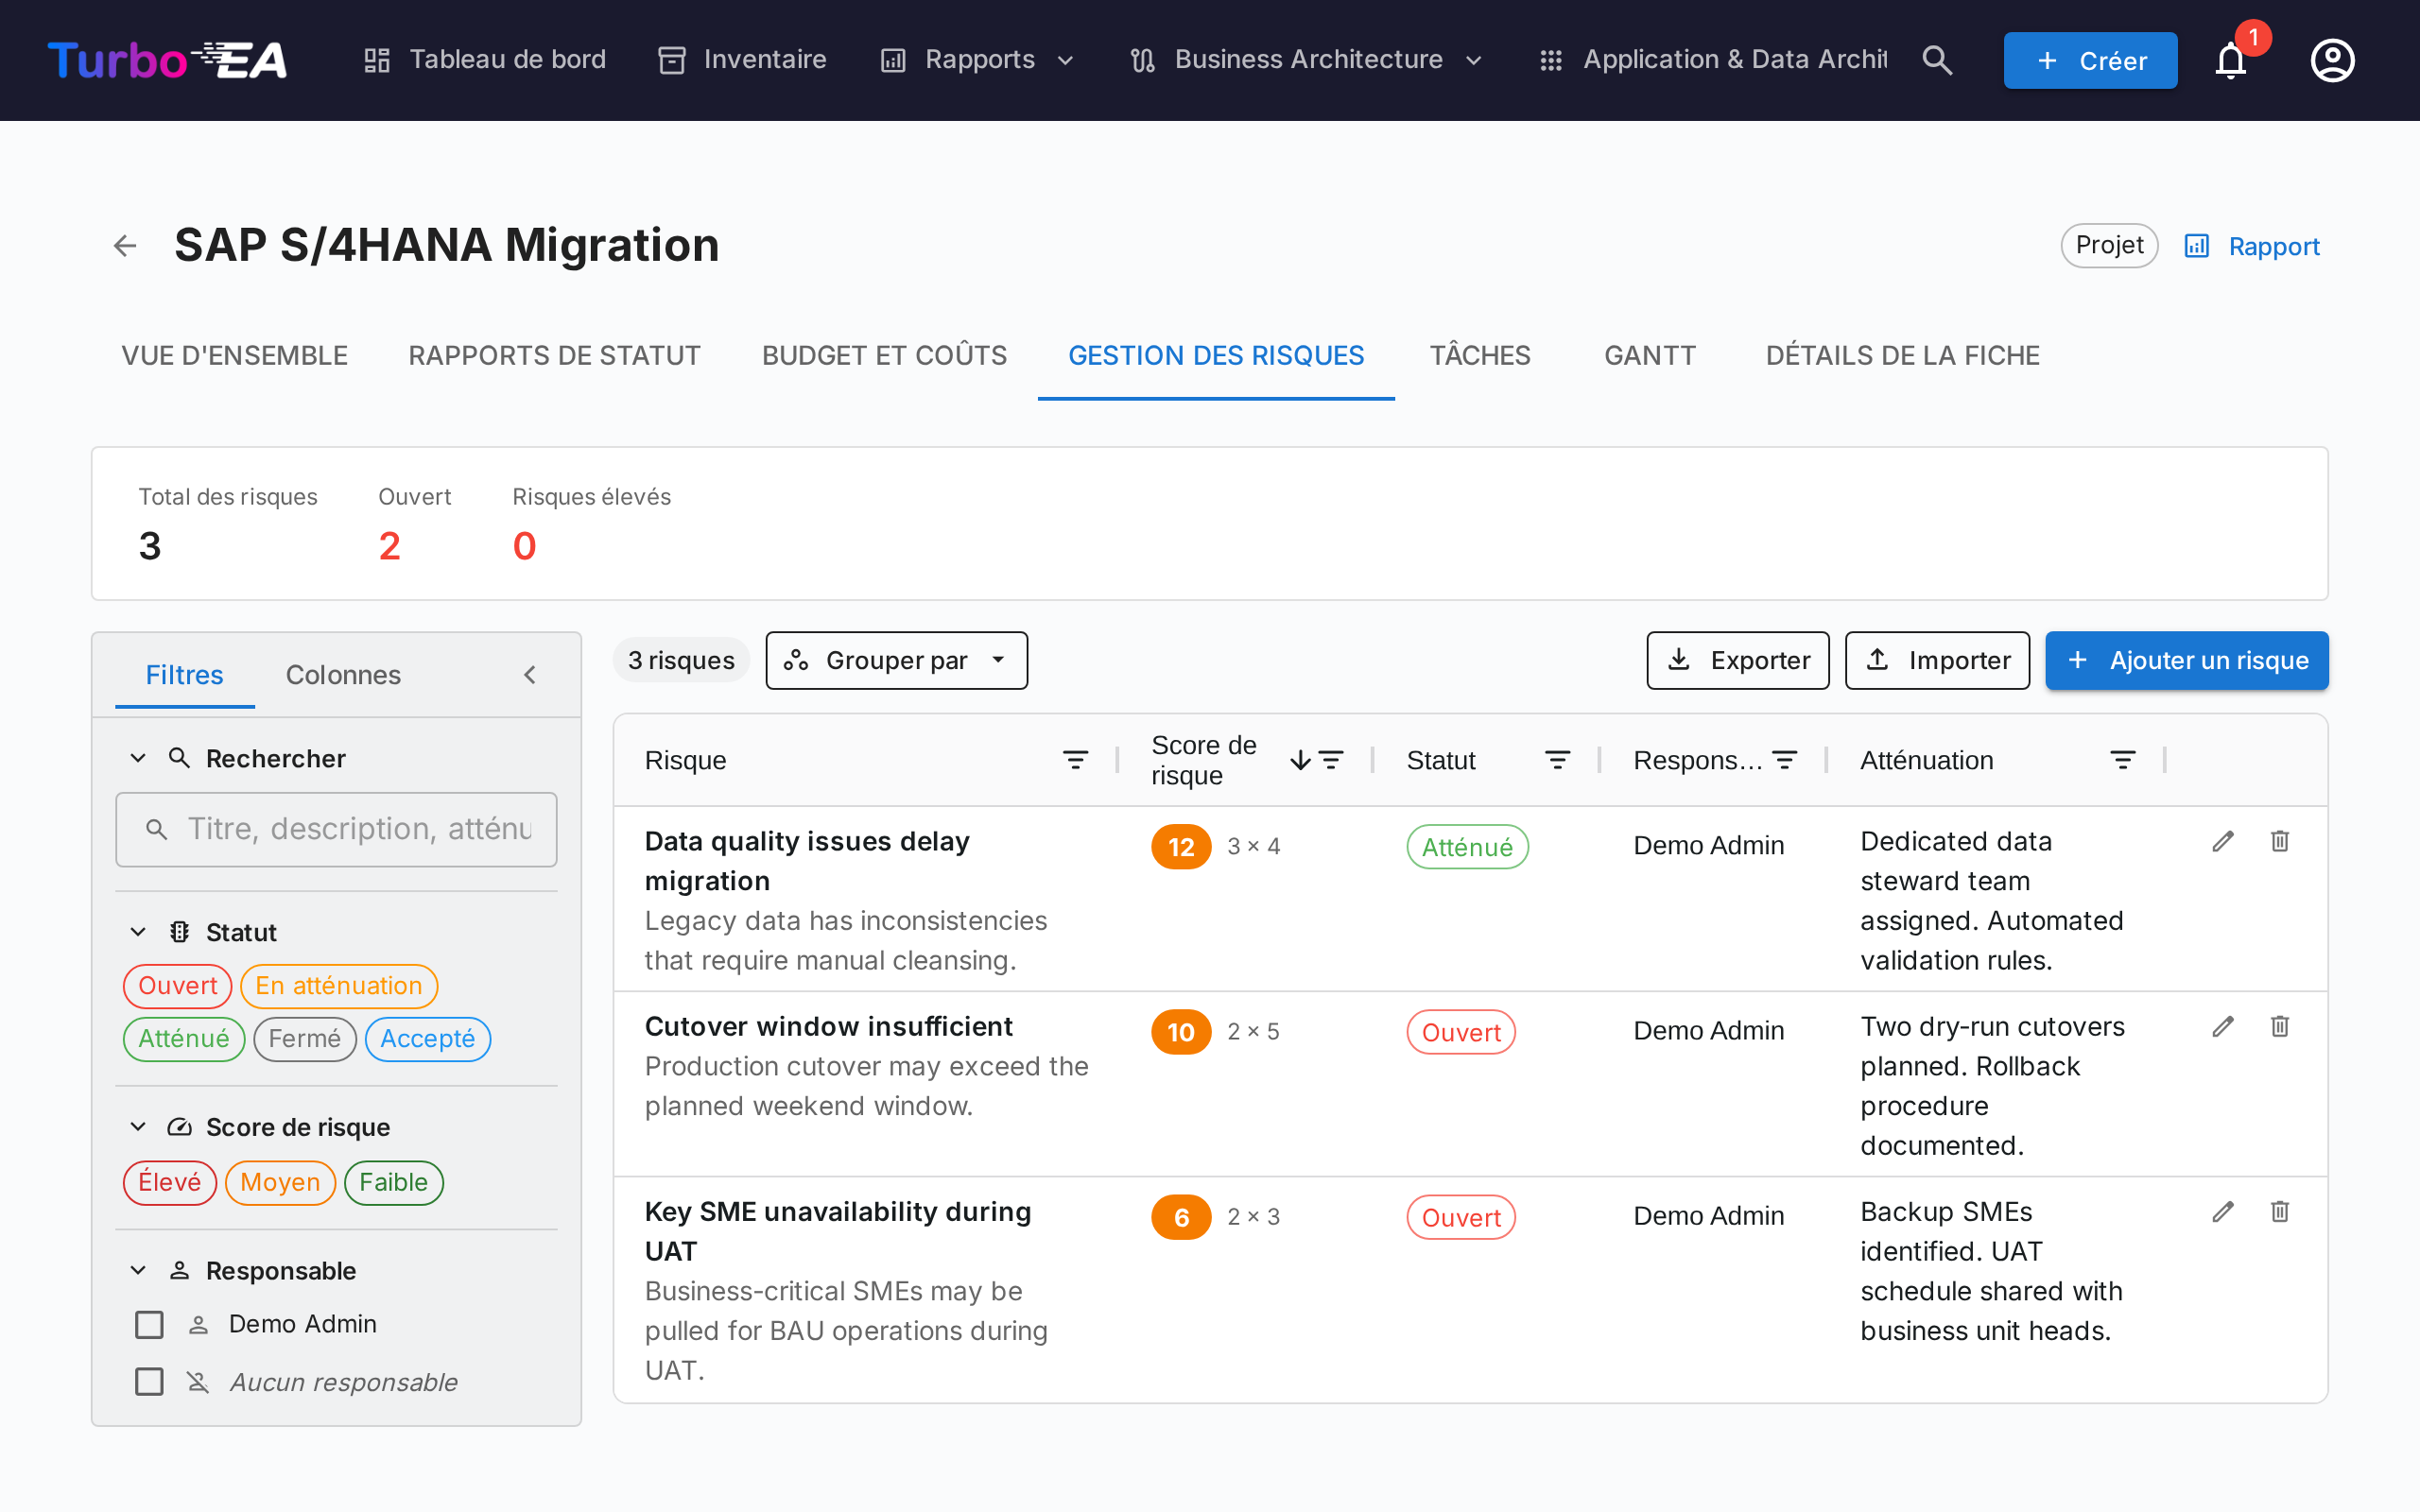 TurboEA
Tableau de bord
Inventaire
Rapports
Business Architecture
Application & Data Archit
Créer
1
SAP S/4HANA Migration
Projet
Rapport
VUE D'ENSEMBLE
RAPPORTS DE STATUT
BUDGET ET COÛTS
GESTION DES RISQUES
TÂCHES
GANTT
DÉTAILS DE LA FICHE
Total des risques
3
Ouvert
2
Risques élevés
0
Filtres
Colonnes
Rechercher
Titre, description, atténu
Statut
Ouvert
En atténuation
Atténué
Fermé
Accepté
Score de risque
Élevé
Moyen
Faible
Responsable
Demo Admin
Aucun responsable
3 risques
Grouper par
Exporter
Importer
Ajouter un risque
Risque
Score de
risque
Statut
Respons…
Atténuation
Data quality issues delay
migration
Legacy data has inconsistencies
that require manual cleansing.
12
3 × 4
Atténué
Demo Admin
Dedicated data
steward team
assigned. Automated
validation rules.
Cutover window insufficient
Production cutover may exceed the
planned weekend window.
10
2 × 5
Ouvert
Demo Admin
Two dry-run cutovers
planned. Rollback
procedure
documented.
Key SME unavailability during
UAT
Business-critical SMEs may be
pulled for BAU operations during
UAT.
6
2 × 3
Ouvert
Demo Admin
Backup SMEs
identified. UAT
schedule shared with
business unit heads.